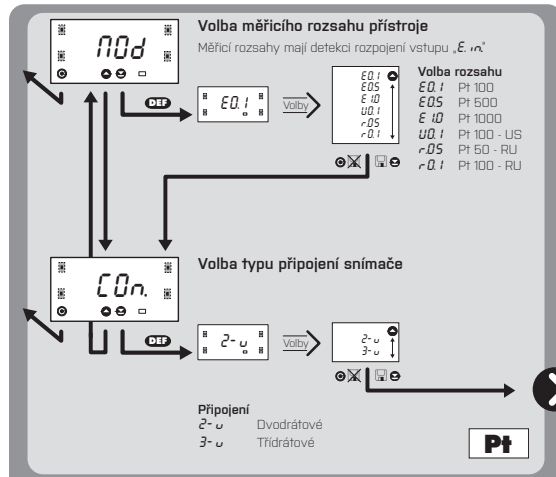 Volba měřicího rozsahu přístroje
Měřicí rozsahy mají detekci rozpojení vstupu „E. in."
MOd
DEF
E0.1
Volby
E0.1
E0.5
E 1.0
U0.1
r.05
r0.1
Volba rozsahu
E0.1 Pt 100
E0.5 Pt 500
E 1.0 Pt 1000
U0.1 Pt 100 - US
r.05 Pt 50 - RU
r0.1 Pt 100 - RU
Volba typu připojení snímače
COn.
DEF
2- u
Volby
2- u
3- u
Připojení
2- u Dvodrátové
3- u Třídrátové
Pt